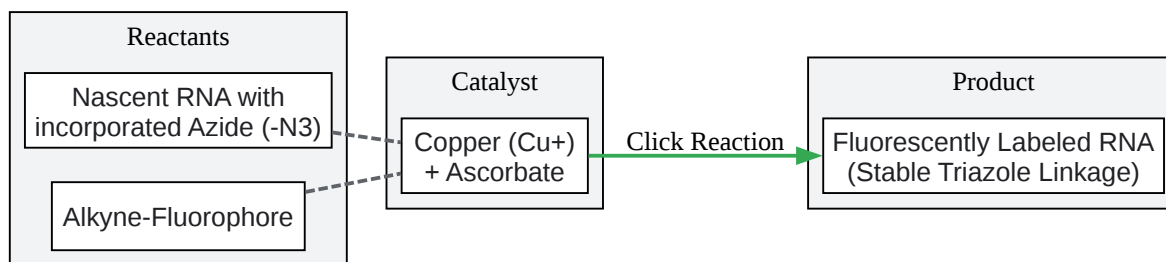 Reactants
Nascent RNA with
incorporated Azide (-N3)
Alkyne-Fluorophore
Catalyst
Copper (Cu+)
+ Ascorbate
Click Reaction
Product
Fluorescently Labeled RNA
(Stable Triazole Linkage)